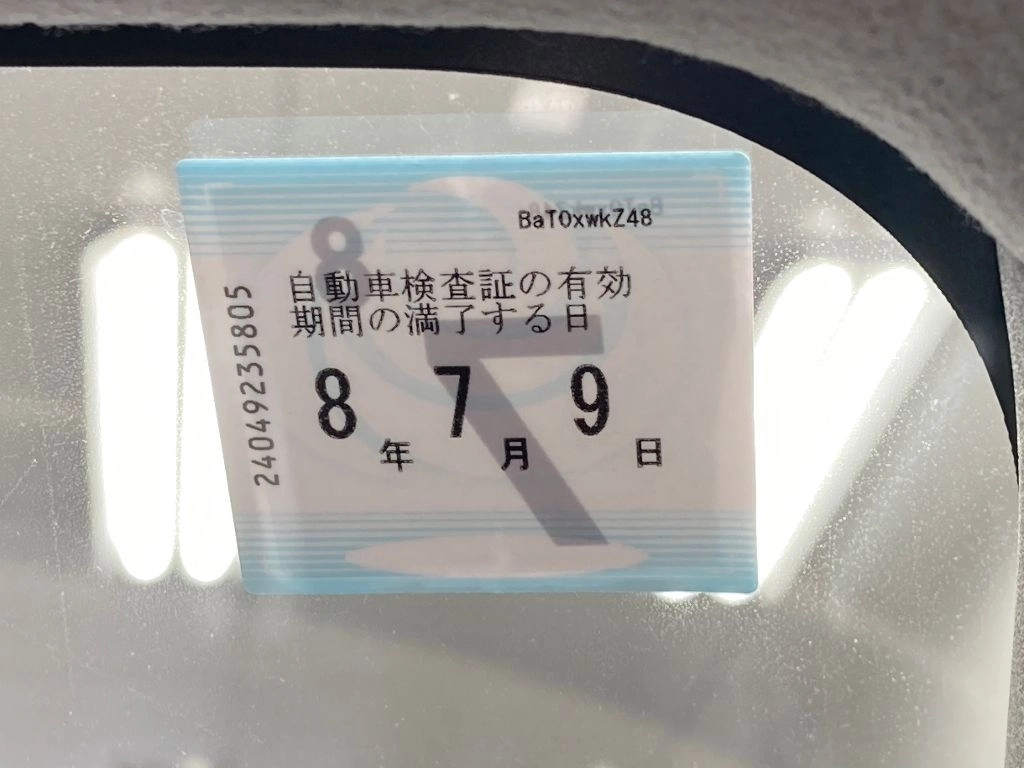 BaTOxwkZ48
自動車検査証の有効
期間の満了する日
8年 7月 9日
24049235805